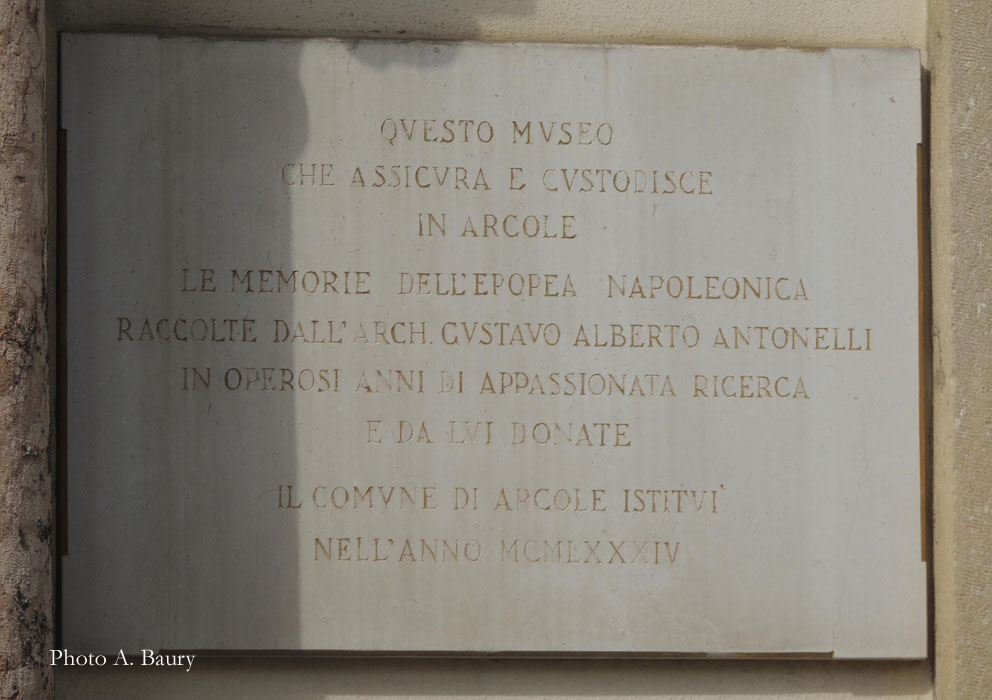 QVESTO MVSEO
CHE ASSICVRA E CVSTODISCE
IN ARCOLE
LE MEMORIE DELL'EPOPEA NAPOLEONICA
RACCOLTE DALL'ARCH. GVSTAVO ALBERTO ANTONELLI
IN OPEROSI ANNI DI APPASSIONATA RICERCA
E DA LVI DONATE
IL COMVNE DI ARCOLE ISTITVI'
NELL'ANNO MCMLXXXIV
Photo A. Baury